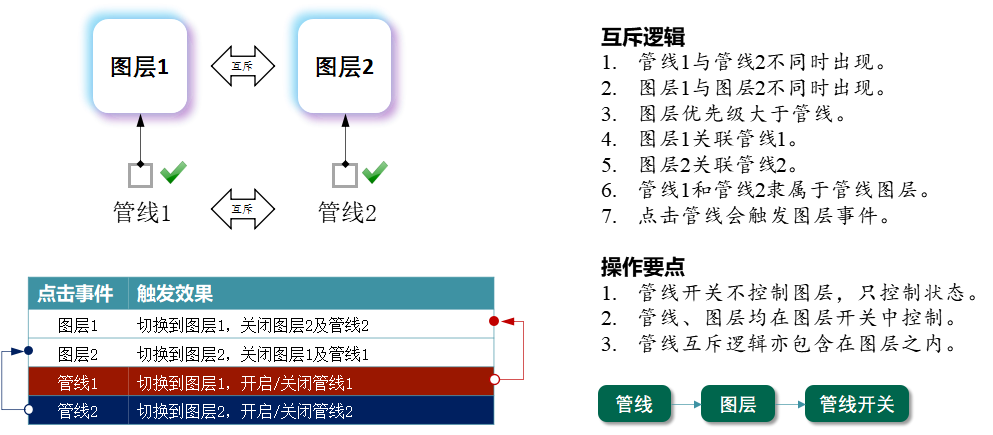 图层1
互斥
图层2
管线1
互斥
管线2
点击事件 触发效果
图层1 切换到图层1，关闭图层2及管线2
图层2 切换到图层2，关闭图层1及管线1
管线1 切换到图层1，开启/关闭管线1
管线2 切换到图层2，开启/关闭管线2
互斥逻辑
1. 管线1与管线2不同时出现。
2. 图层1与图层2不同时出现。
3. 图层优先级大于管线。
4. 图层1关联管线1。
5. 图层2关联管线2。
6. 管线1和管线2隶属于管线图层。
7. 点击管线会触发图层事件。
操作要点
1. 管线开关不控制图层，只控制状态。
2. 管线、图层均在图层开关中控制。
3. 管线互斥逻辑亦包含在图层之内。
管线
图层
管线开关